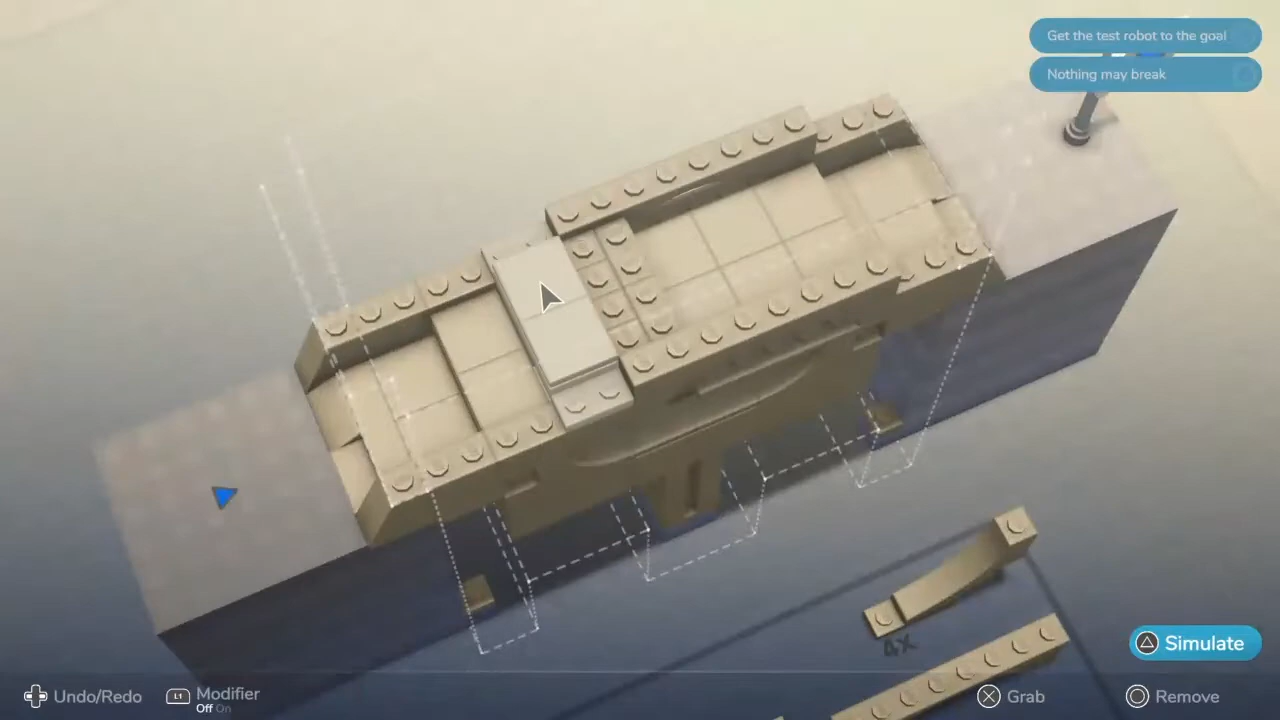 Get the test robot to the goal
Nothing may break
4X
Simulate
Undo/Redo
L1
Modifier
Off On
Grab
Remove